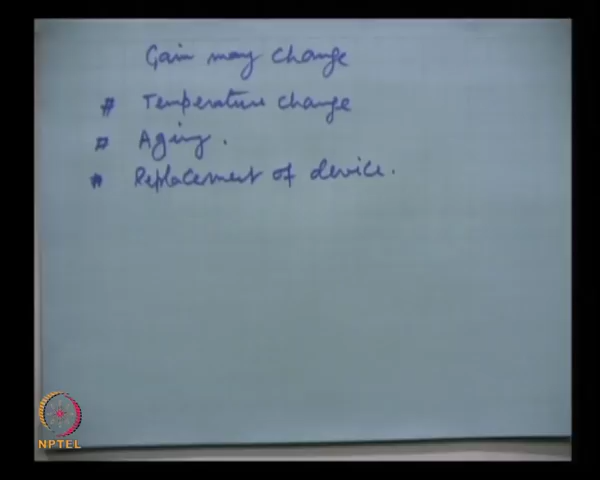 Gain may change
# Temperature change
# Aging.
# Replacement of device.
NPTEL